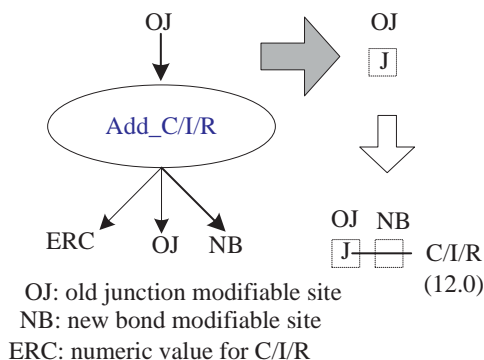 OJ
OJ
J
Add_C/I/R
OJ NB
ERC OJ NB
J C/I/R
(12.0)
OJ: old junction modifiable site
NB: new bond modifiable site
ERC: numeric value for C/I/R